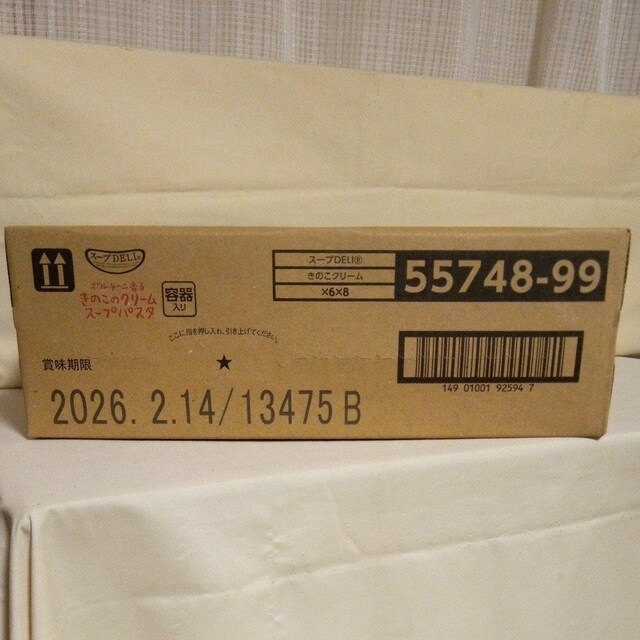 スープDELI®
ポルチーニ香る
きのこのクリーム
スープパスタ
容器
入り
スープDELI®
きのこクリーム
×6×8
55748-99
ここに指を押し入れ、引き上げてください。
★
賞味期限
2026. 2.14/13475 B
149 01001 92594 7